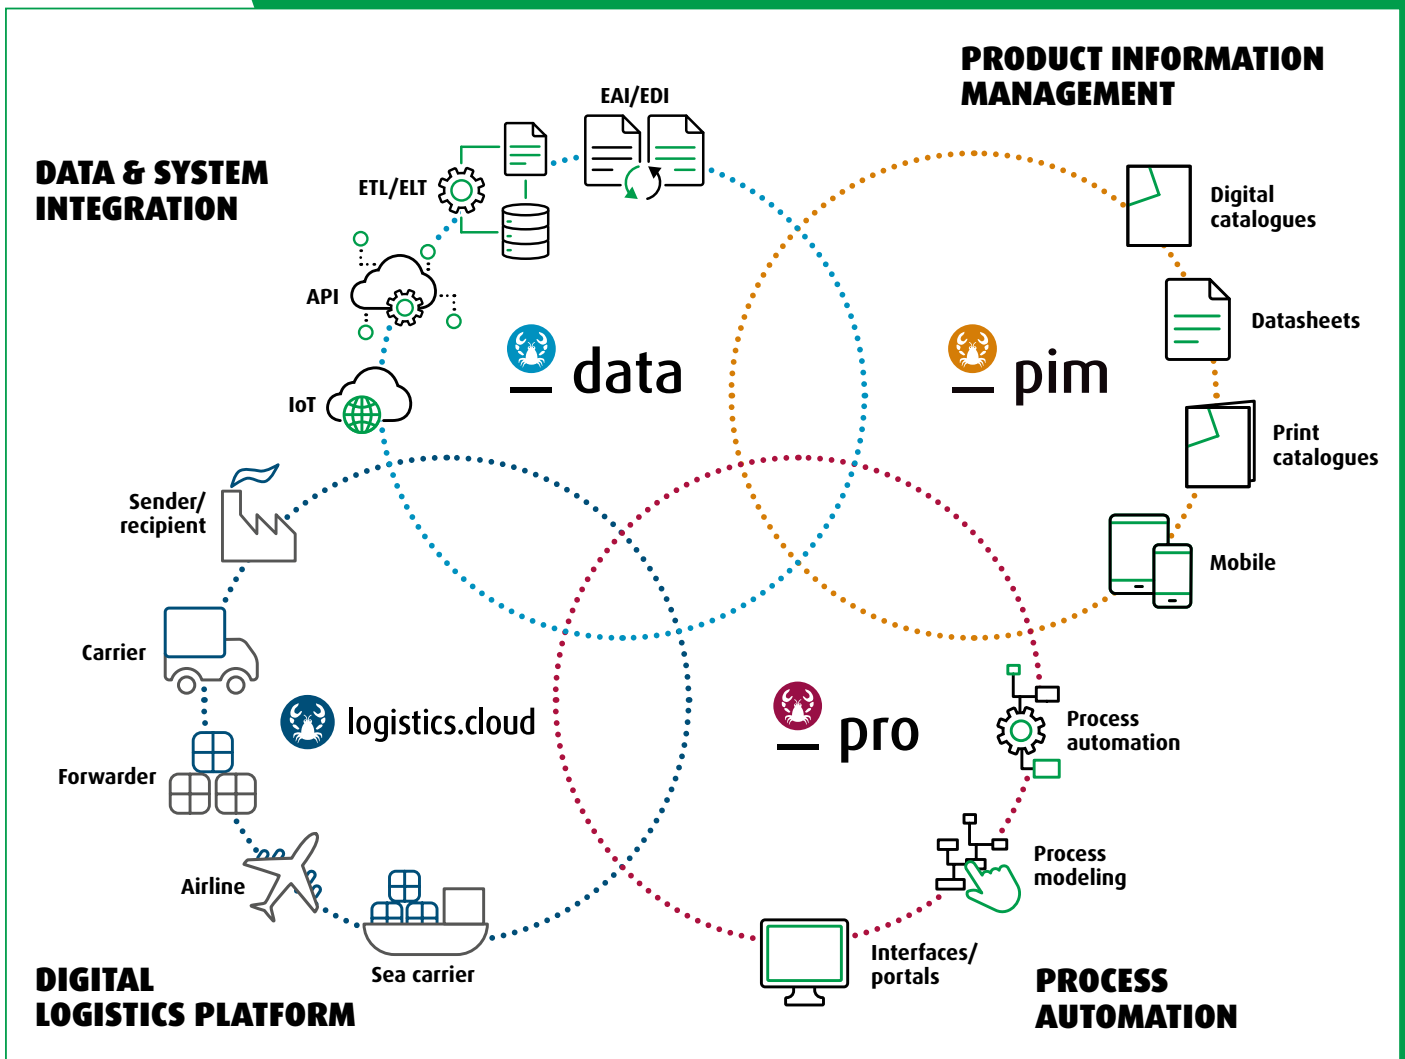 PRODUCT INFORMATION
MANAGEMENT
DATA & SYSTEM
INTEGRATION
EAI/EDI
ETL/ELT
API
IoT
data
pim
Digital
catalogues
Datasheets
Print
catalogues
Mobile
Sender/
recipient
Carrier
Forwarder
Airline
Sea carrier
logistics.cloud
pro
Process
automation
Process
modeling
Interfaces/
portals
DIGITAL
LOGISTICS PLATFORM
PROCESS
AUTOMATION